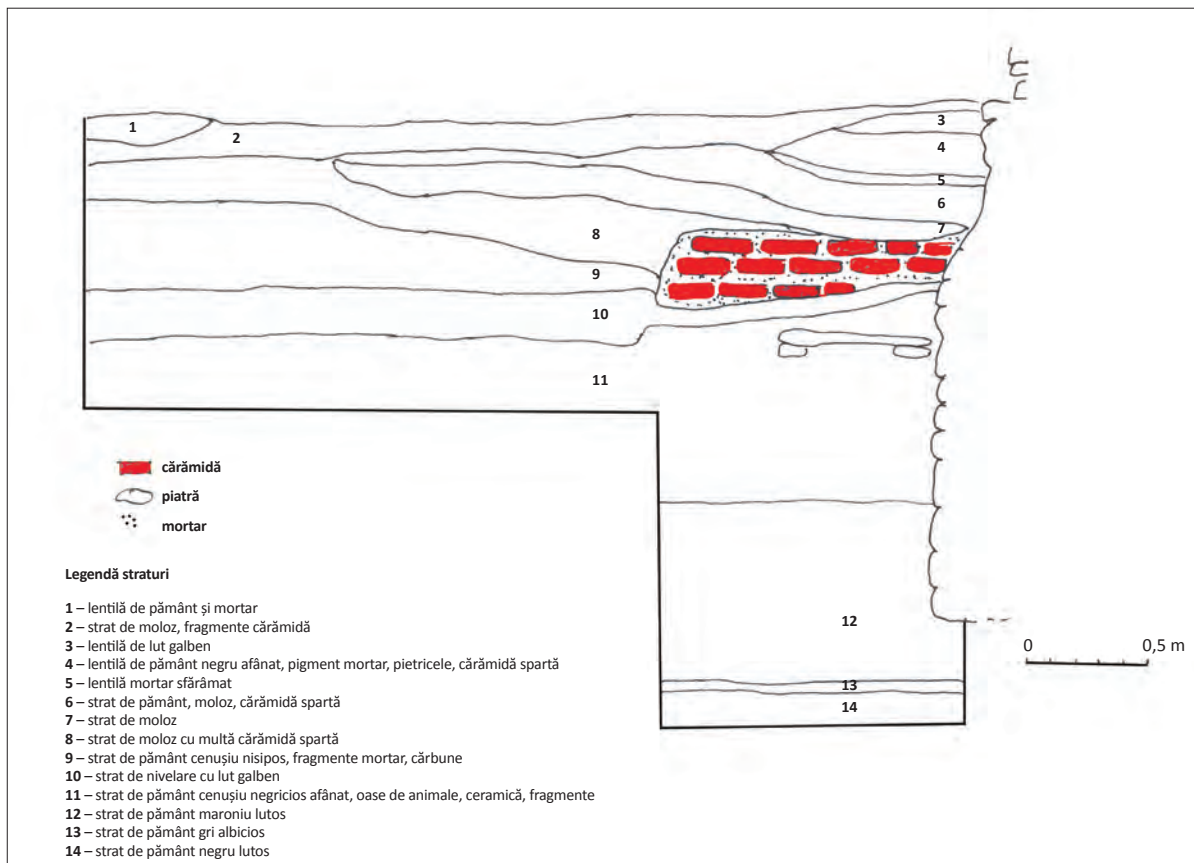 1
2
3
4
5
6
7
8
9
10
11
12
13
14
cărămidă
piatră
mortar
0 0,5 m
Legendă straturi
1 – lentilă de pământ și mortar
2 – strat de moloz, fragmente cărămidă
3 – lentilă de lut galben
4 – lentilă de pământ negru afânat, pigment mortar, pietricele, cărămidă spartă
5 – lentilă mortar sfărâmat
6 – strat de pământ, moloz, cărămidă spartă
7 – strat de moloz
8 – strat de moloz cu multă cărămidă spartă
9 – strat de pământ cenușiu nisipos, fragmente mortar, cărbune
10 – strat de nivelare cu lut galben
11 – strat de pământ cenușiu negricios afânat, oase de animale, ceramică, fragmente
12 – strat de pământ maroniu lutos
13 – strat de pământ gri albicios
14 – strat de pământ negru lutos